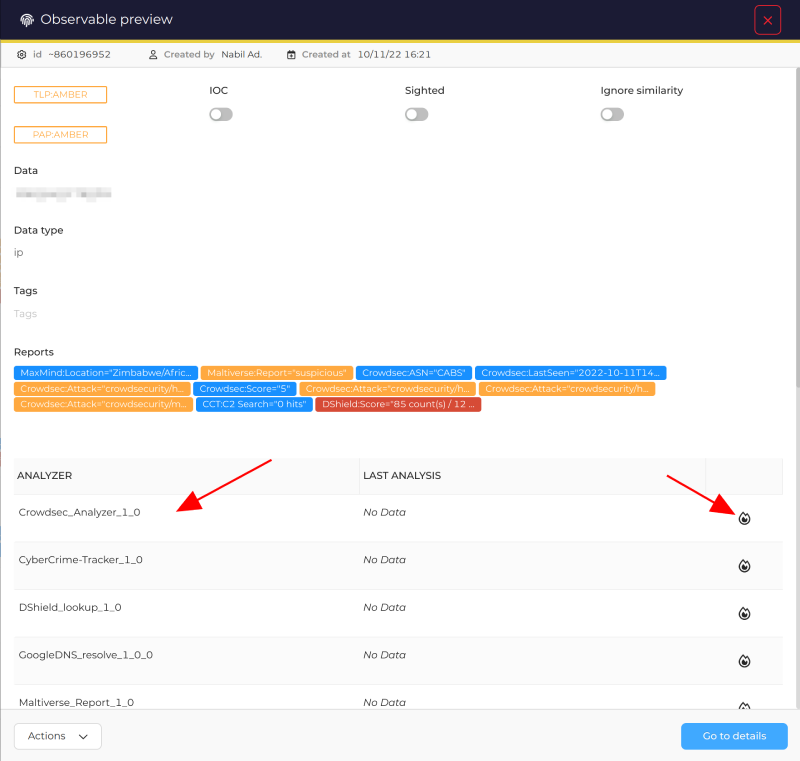 Observable preview
id ~860196952 Created by Nabil Ad. Created at 10/11/22 16:21
TLP:AMBER IOC Sighted Ignore similarity
PAP:AMBER
Data
Data type
ip
Tags
Tags
Reports
MaxMind:Location="Zimbabwe/Afric... Maltiverse:Report="suspicious" Crowdsec:ASN="CABS" Crowdsec:LastSeen="2022-10-11T14...
Crowdsec:Attack="crowdsecurity/h... Crowdsec:Score="5" Crowdsec:Attack="crowdsecurity/h... Crowdsec:Attack="crowdsecurity/h...
Crowdsec:Attack="crowdsecurity/m... CCT:C2 Search="0 hits" DShield:Score="85 count(s) / 12 ...
ANALYZER LAST ANALYSIS
Crowdsec_Analyzer_1_0 No Data
CyberCrime-Tracker_1_0 No Data
DShield_lookup_1_0 No Data
GoogleDNS_resolve_1_0_0 No Data
Maltiverse_Report_1_0 No Data
Actions Go to details